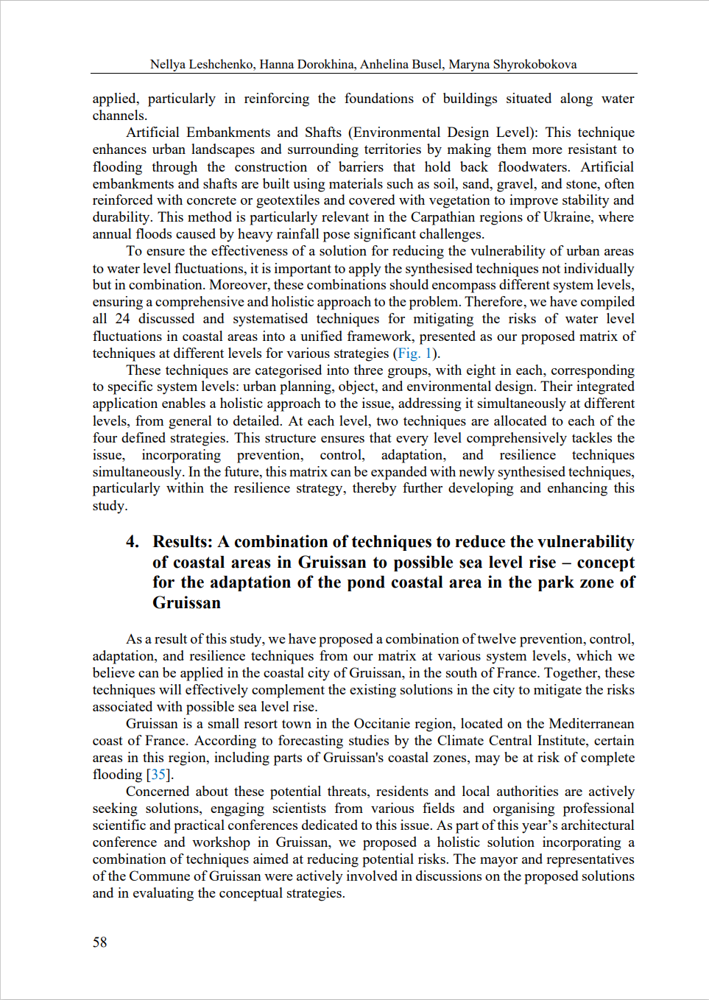 Nellya Leshchenko, Hanna Dorokhina, Anhelina Busel, Maryna Shyrokobokova
applied, particularly in reinforcing the foundations of buildings situated along water
channels.
Artificial Embankments and Shafts (Environmental Design Level): This technique
enhances urban landscapes and surrounding territories by making them more resistant to
flooding through the construction of barriers that hold back floodwaters. Artificial
embankments and shafts are built using materials such as soil, sand, gravel, and stone, often
reinforced with concrete or geotextiles and covered with vegetation to improve stability and
durability. This method is particularly relevant in the Carpathian regions of Ukraine, where
annual floods caused by heavy rainfall pose significant challenges.
To ensure the effectiveness of a solution for reducing the vulnerability of urban areas
to water level fluctuations, it is important to apply the synthesised techniques not individually
but in combination. Moreover, these combinations should encompass different system levels,
ensuring a comprehensive and holistic approach to the problem. Therefore, we have compiled
all 24 discussed and systematised techniques for mitigating the risks of water level
fluctuations in coastal areas into a unified framework, presented as our proposed matrix of
techniques at different levels for various strategies (Fig. 1).
These techniques are categorised into three groups, with eight in each, corresponding
to specific system levels: urban planning, object, and environmental design. Their integrated
application enables a holistic approach to the issue, addressing it simultaneously at different
levels, from general to detailed. At each level, two techniques are allocated to each of the
four defined strategies. This structure ensures that every level comprehensively tackles the
issue, incorporating prevention, control, adaptation, and resilience techniques
simultaneously. In the future, this matrix can be expanded with newly synthesised techniques,
particularly within the resilience strategy, thereby further developing and enhancing this
study.
4. Results: A combination of techniques to reduce the vulnerability
of coastal areas in Gruissan to possible sea level rise – concept
for the adaptation of the pond coastal area in the park zone of
Gruissan
As a result of this study, we have proposed a combination of twelve prevention, control,
adaptation, and resilience techniques from our matrix at various system levels, which we
believe can be applied in the coastal city of Gruissan, in the south of France. Together, these
techniques will effectively complement the existing solutions in the city to mitigate the risks
associated with possible sea level rise.
Gruissan is a small resort town in the Occitanie region, located on the Mediterranean
coast of France. According to forecasting studies by the Climate Central Institute, certain
areas in this region, including parts of Gruissan's coastal zones, may be at risk of complete
flooding [35].
Concerned about these potential threats, residents and local authorities are actively
seeking solutions, engaging scientists from various fields and organising professional
scientific and practical conferences dedicated to this issue. As part of this year’s architectural
conference and workshop in Gruissan, we proposed a holistic solution incorporating a
combination of techniques aimed at reducing potential risks. The mayor and representatives
of the Commune of Gruissan were actively involved in discussions on the proposed solutions
and in evaluating the conceptual strategies.
58